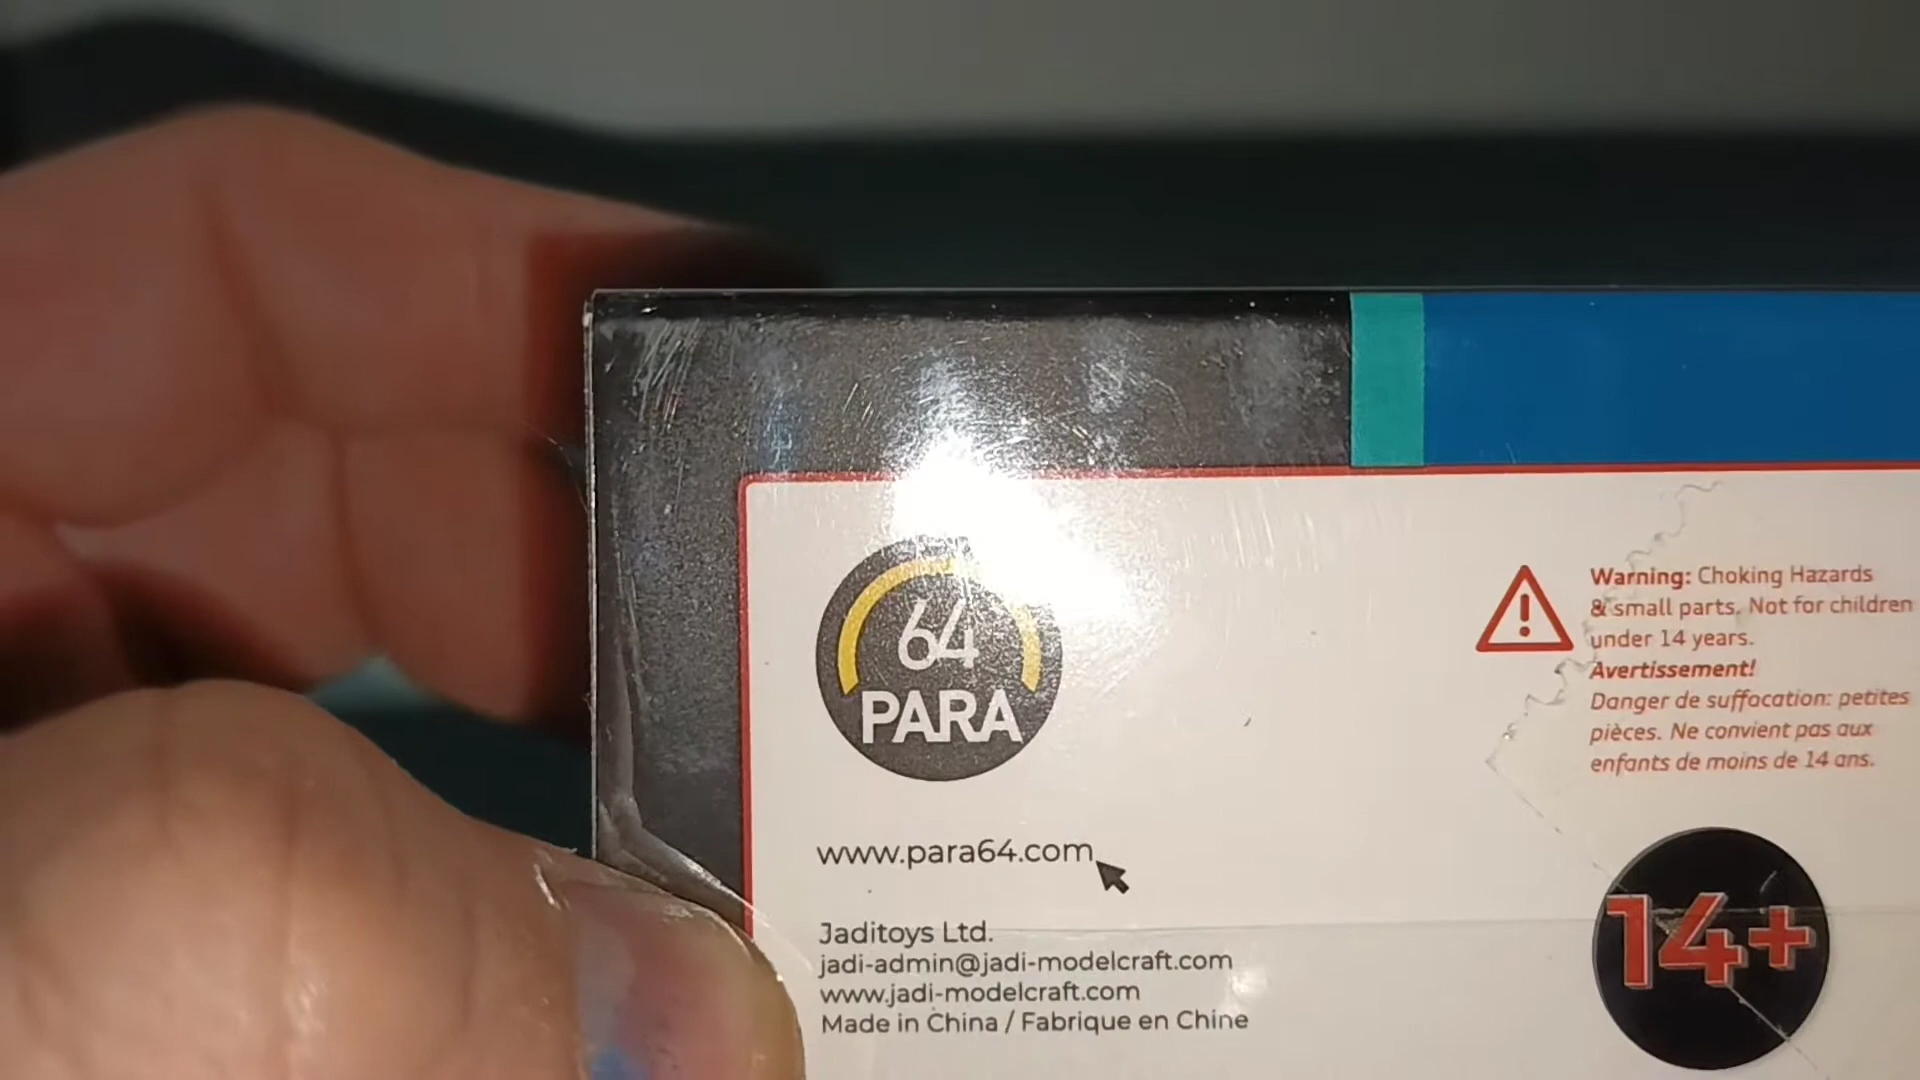 64
PARA
www.para64.com
Jaditoys Ltd.
jadi-admin@jadi-modelcraft.com
www.jadi-modelcraft.com
Made in China / Fabrique en Chine
Warning: Choking Hazards
& small parts. Not for children
under 14 years.
Avertissement!
Danger de suffocation: petites
pièces. Ne convient pas aux
enfants de moins de 14 ans.
14+